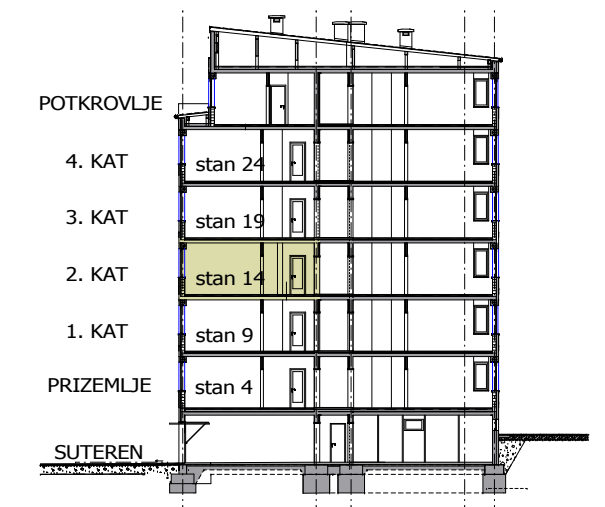 POTKROVLJE
4. KAT stan 24
3. KAT stan 19
2. KAT stan 14
1. KAT stan 9
PRIZEMLJE stan 4
SUTEREN